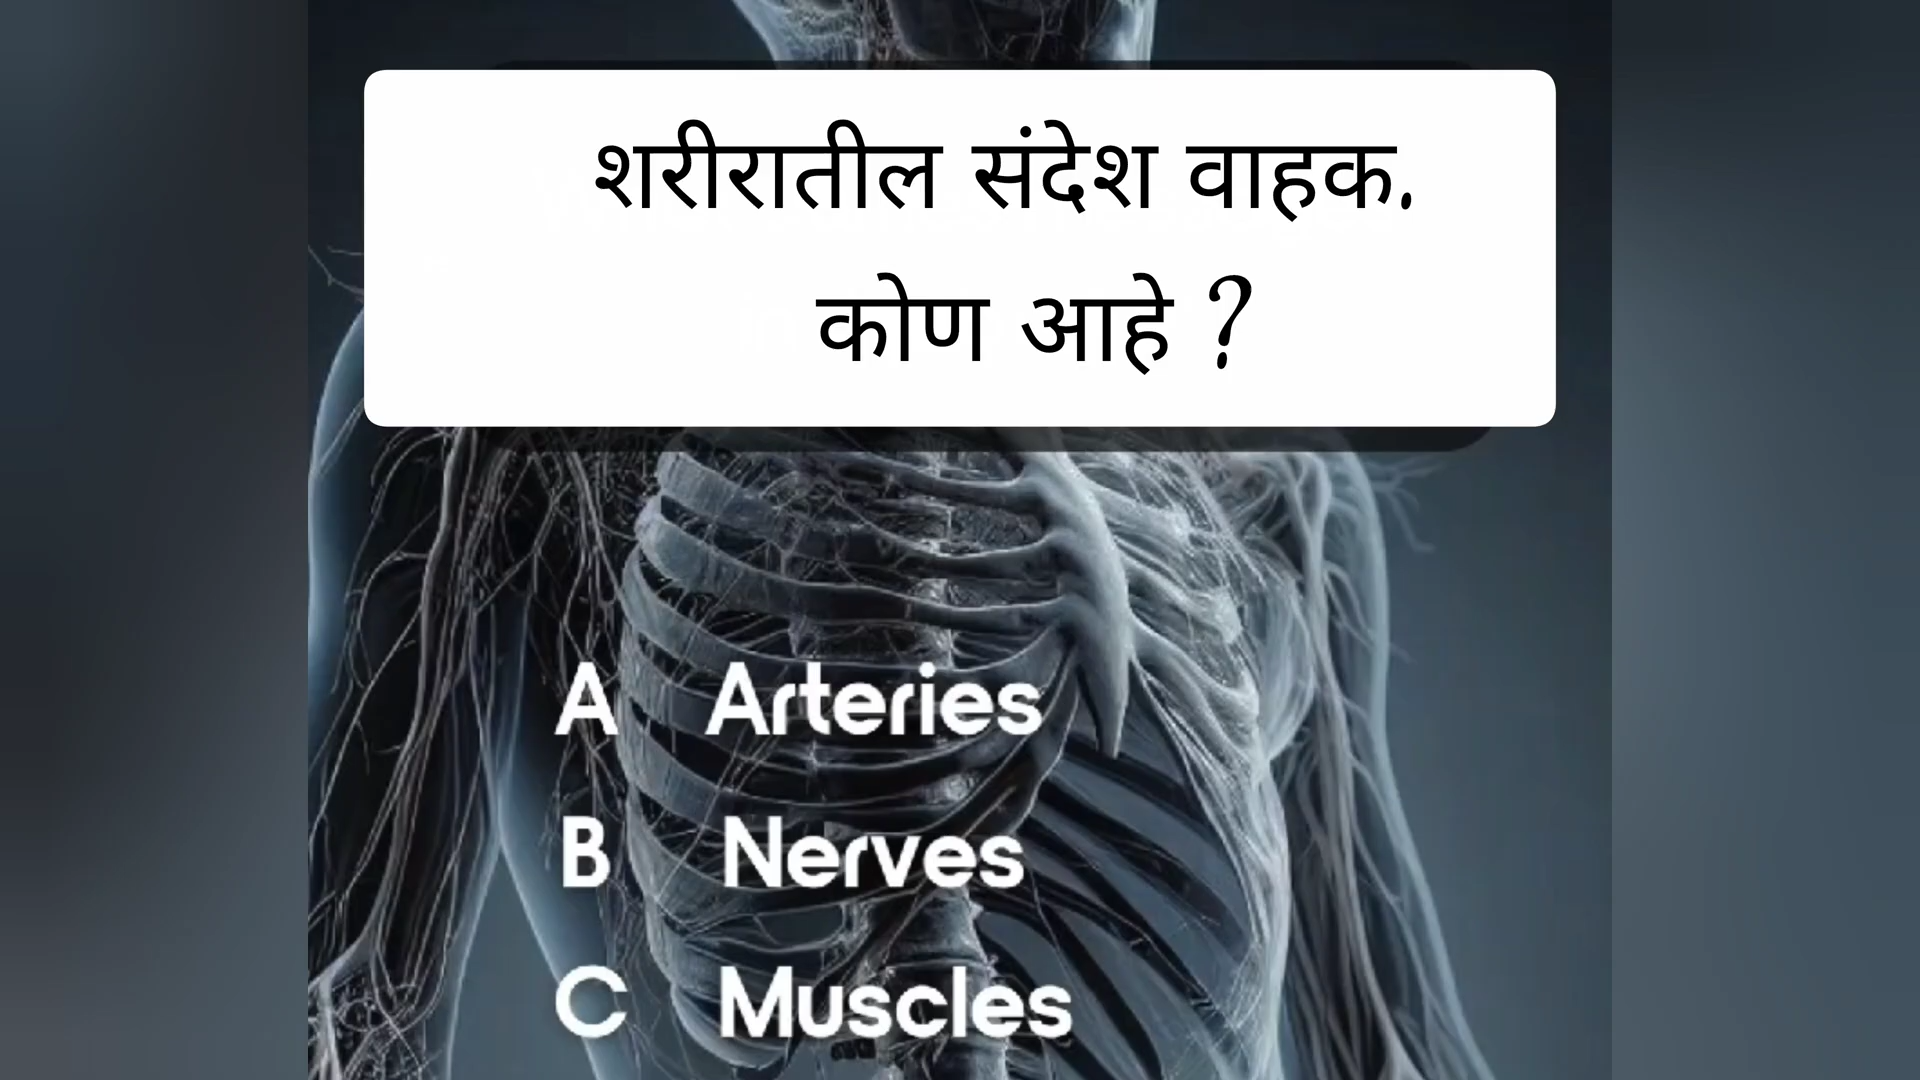 शरीरातील संदेश वाहक.
कोण आहे ?
A Arteries
B Nerves
C Muscles